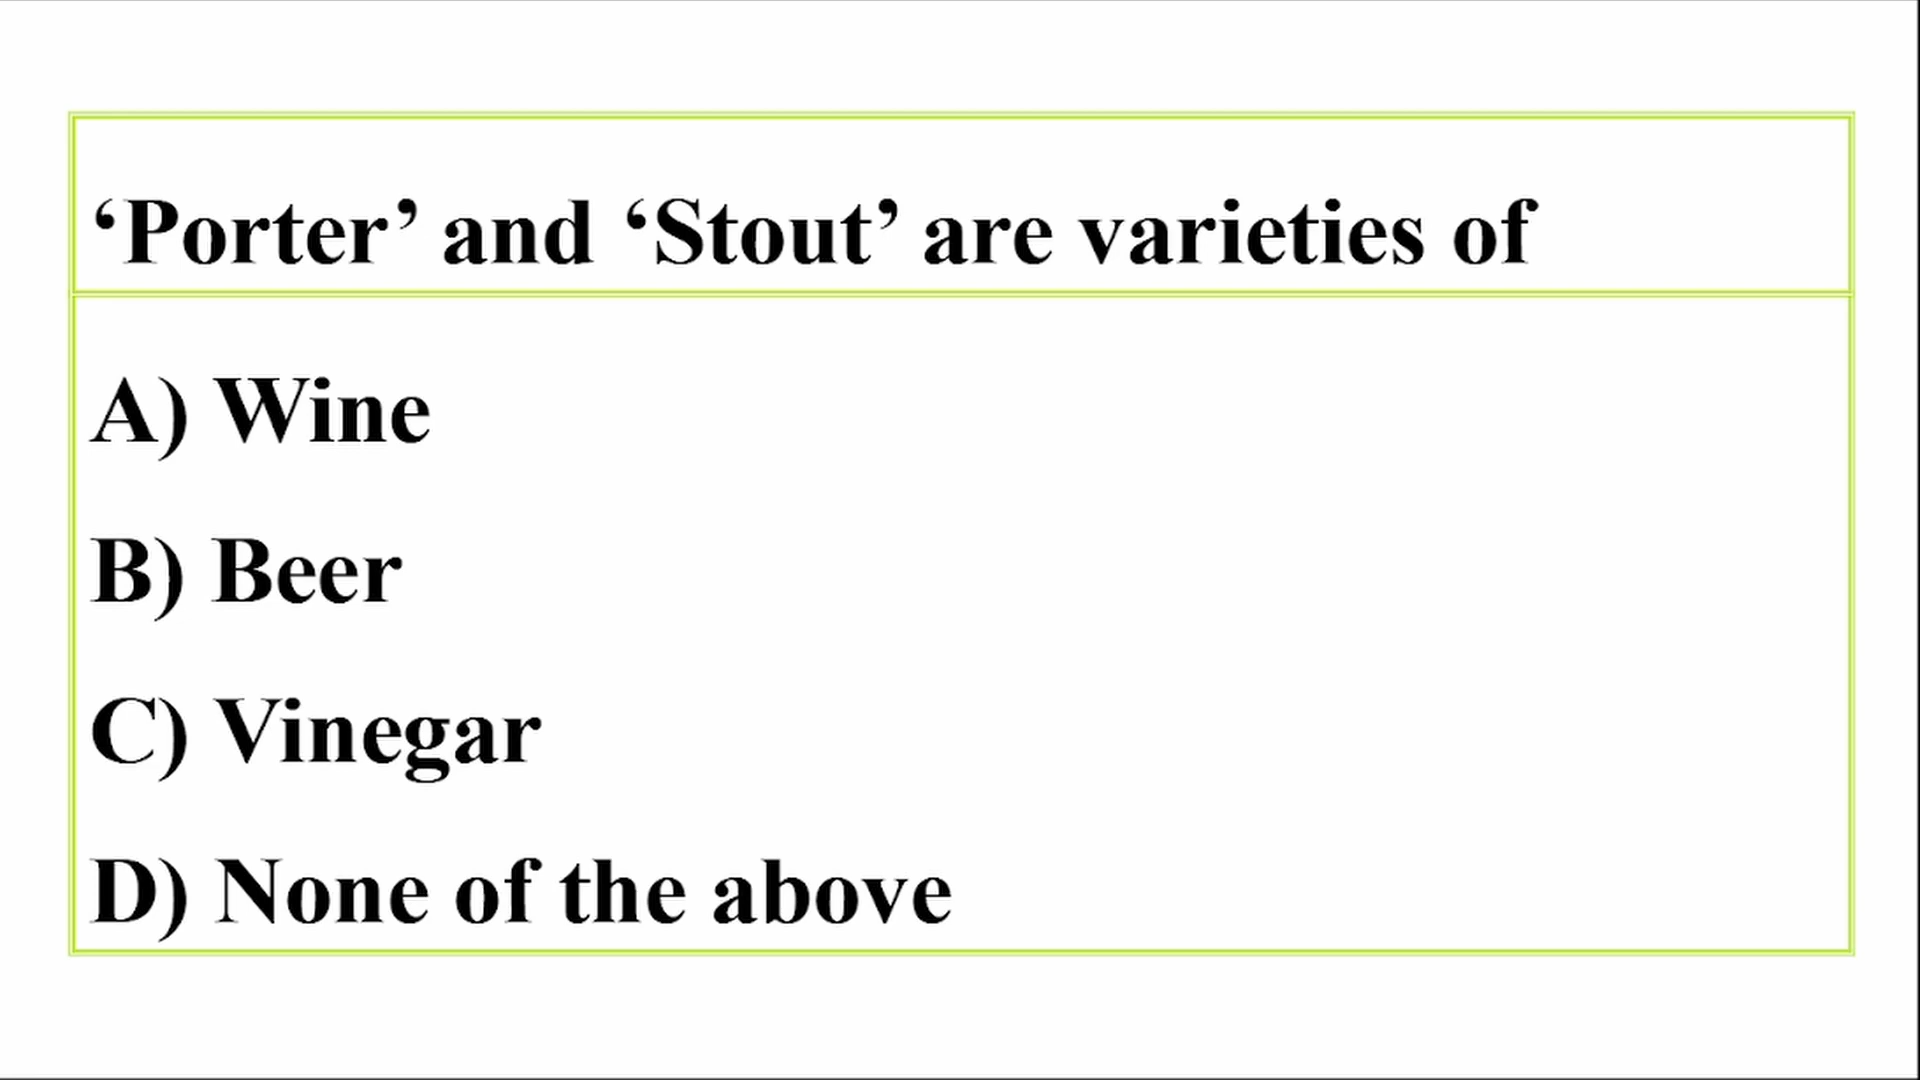 ‘Porter’ and ‘Stout’ are varieties of
A) Wine
B) Beer
C) Vinegar
D) None of the above